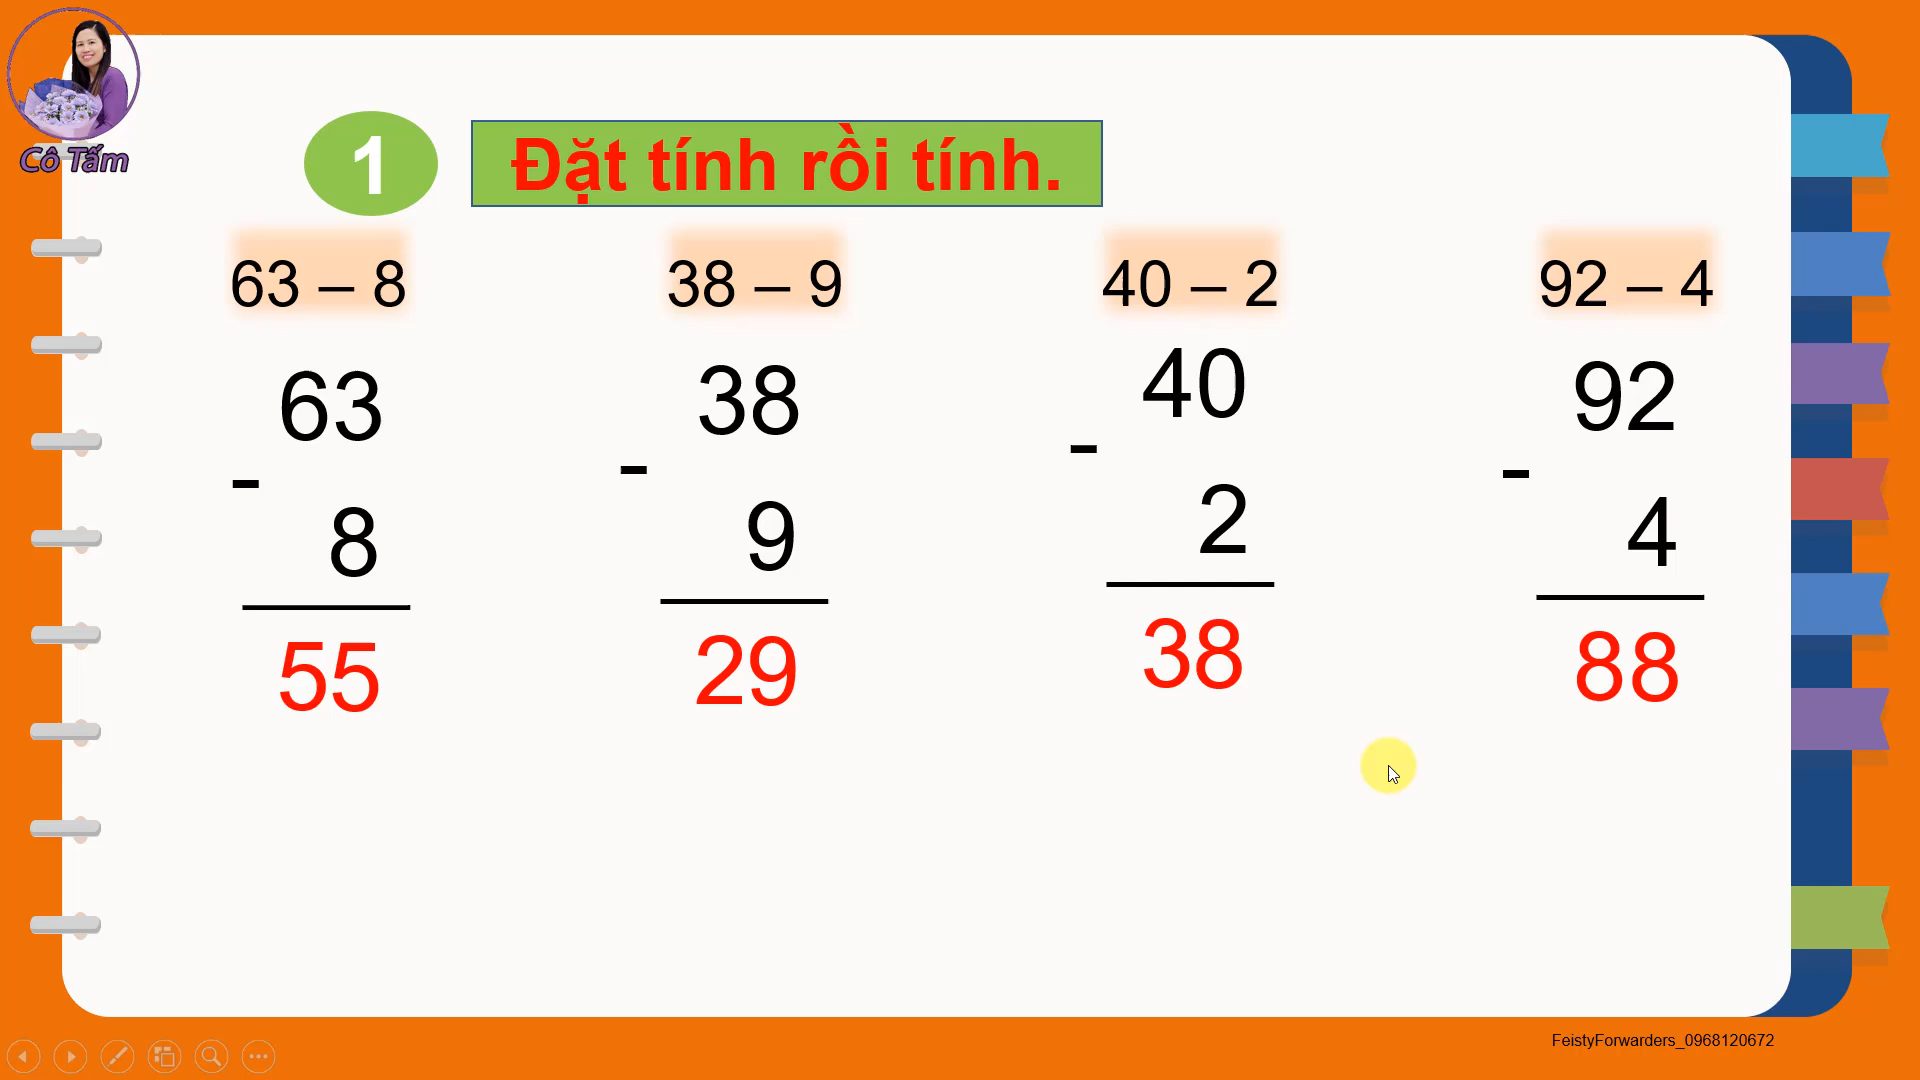 Cô Tấm
1
Đặt tính rồi tính.
63 – 8
38 – 9
40 – 2
92 – 4
63
-
8
55
38
-
9
29
40
-
2
38
92
-
4
88
FeistyForwarders_0968120672